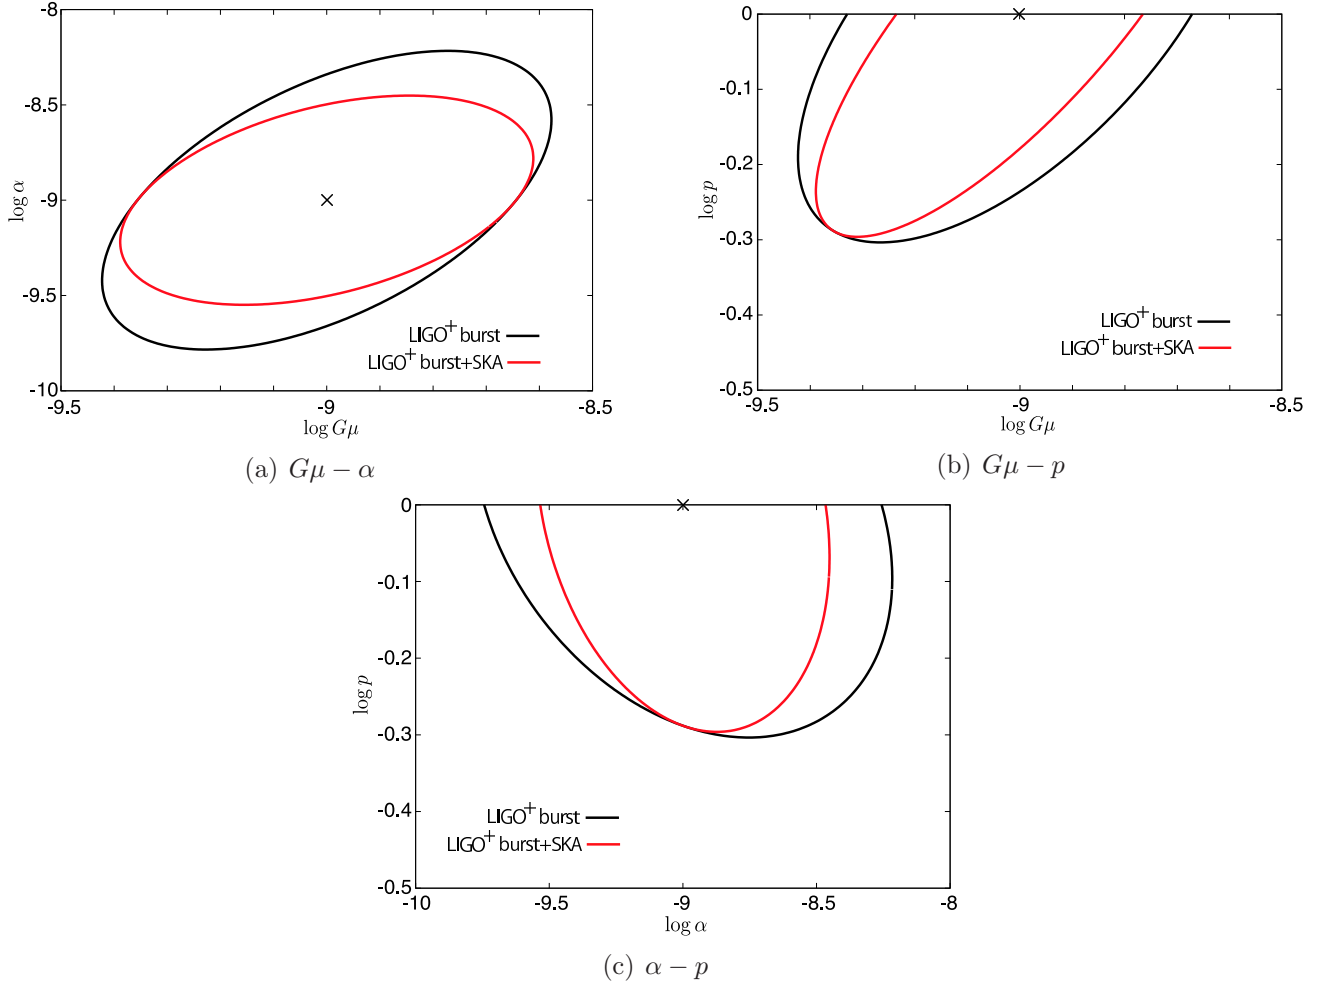 -8
-8.5
-9
-9.5
-10
log α
-9.5
-9
-8.5
log Gμ
LIGO+ burst
LIGO+ burst+SKA
(a) Gμ − α
0
-0.1
-0.2
-0.3
-0.4
-0.5
log p
-9.5
-9
-8.5
log Gμ
LIGO+ burst
LIGO+ burst+SKA
(b) Gμ − p
0
-0.1
-0.2
-0.3
-0.4
-0.5
log p
-10
-9.5
-9
-8.5
-8
log α
LIGO+ burst
LIGO+ burst+SKA
(c) α − p